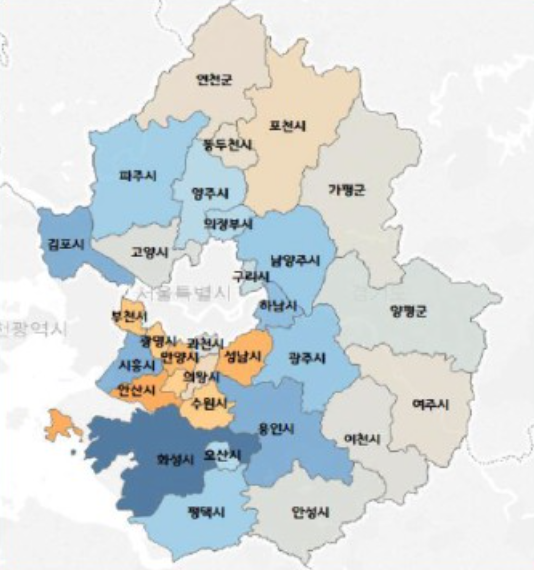 연천군
포천시
동두천시
파주시
양주시
가평군
의정부시
김포시
고양시
남양주시
구리시
서울특별시
하남시
양평군
부천시
천광역시
광명시
과천시
안양시
성남시
시흥시
광주시
의왕시
안산시
수원시
여주시
용인시
이천시
화성시
오산시
평택시
안성시